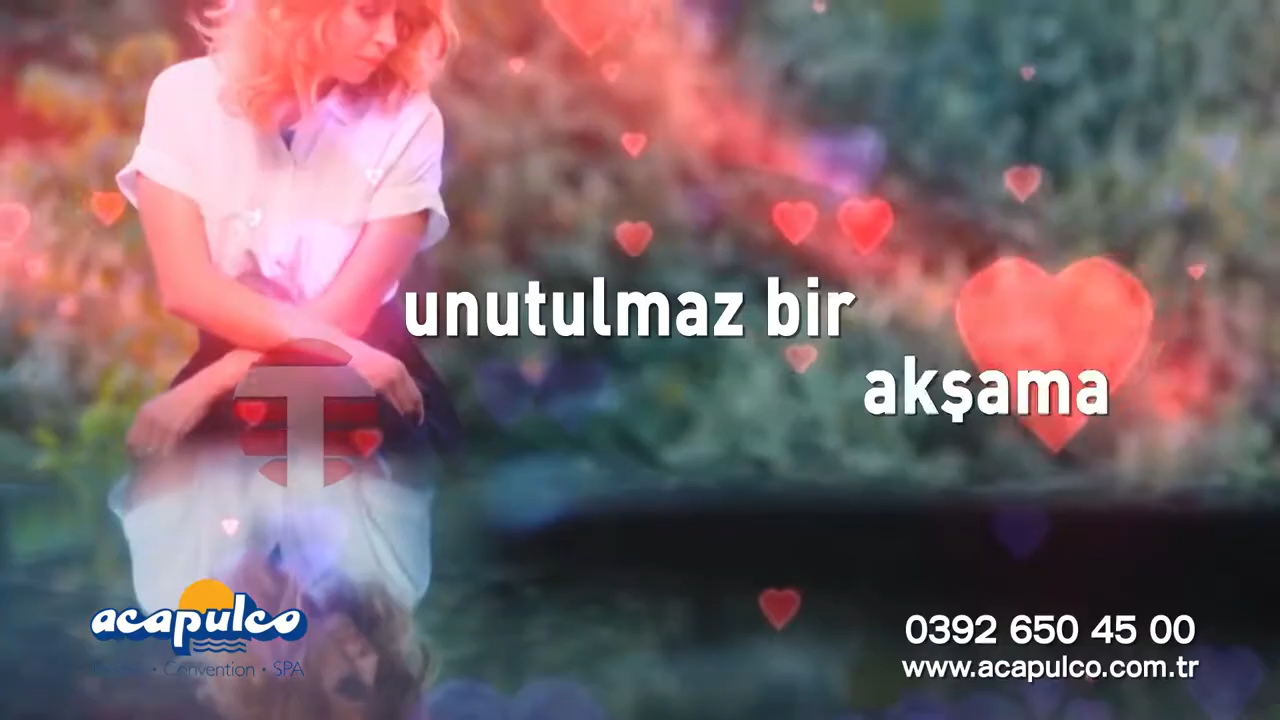 unutulmaz bir
akşama
acapulco
Convention • SPA
0392 650 45 00
www.acapulco.com.tr